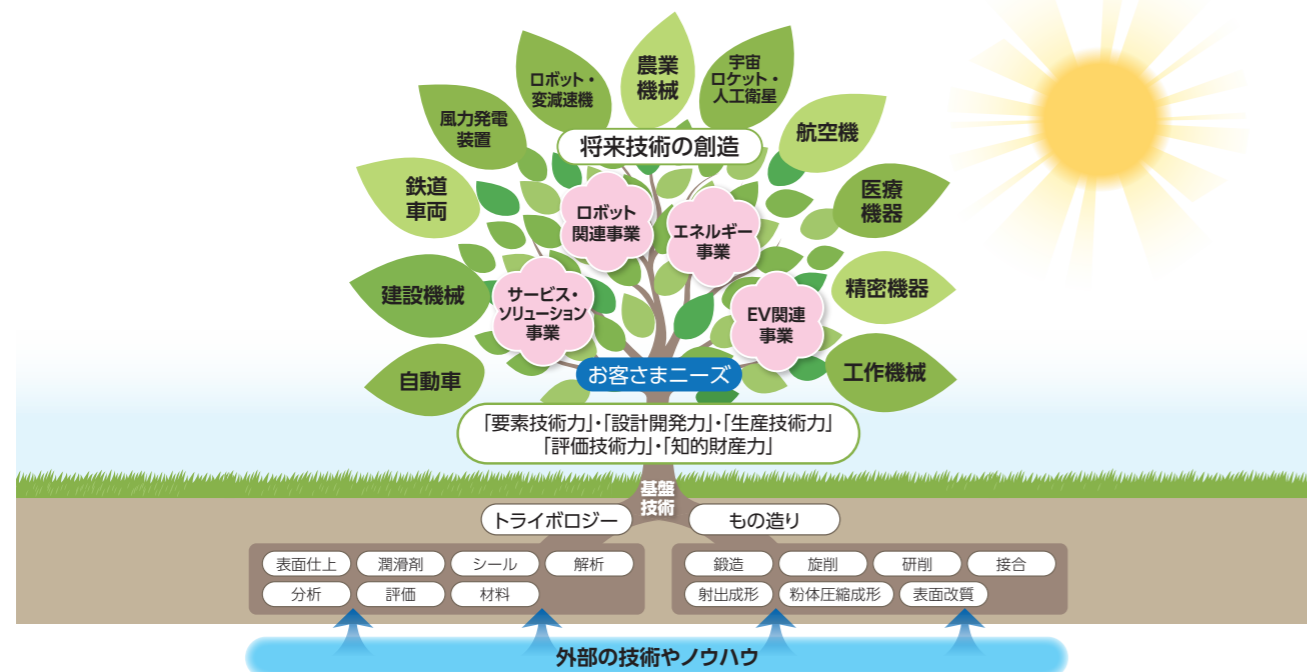 農業
機械
ロボット・
変減速機
宇宙
ロケット・
人工衛星
風力発電
装置
航空機
将来技術の創造
鉄道
車両
医療
機器
ロボット
関連事業
エネルギー
事業
建設機械
サービス・
ソリューション
事業
EV関連
事業
精密機器
自動車
お客さまニーズ
工作機械
「要素技術力」・「設計開発力」・「生産技術力」
「評価技術力」・「知的財産力」
基盤
技術
トライボロジー
もの造り
表面仕上 潤滑剤 シール 解析
分析 評価 材料
鍛造 旋削 研削 接合
射出成形 粉体圧縮成形 表面改質
外部の技術やノウハウ